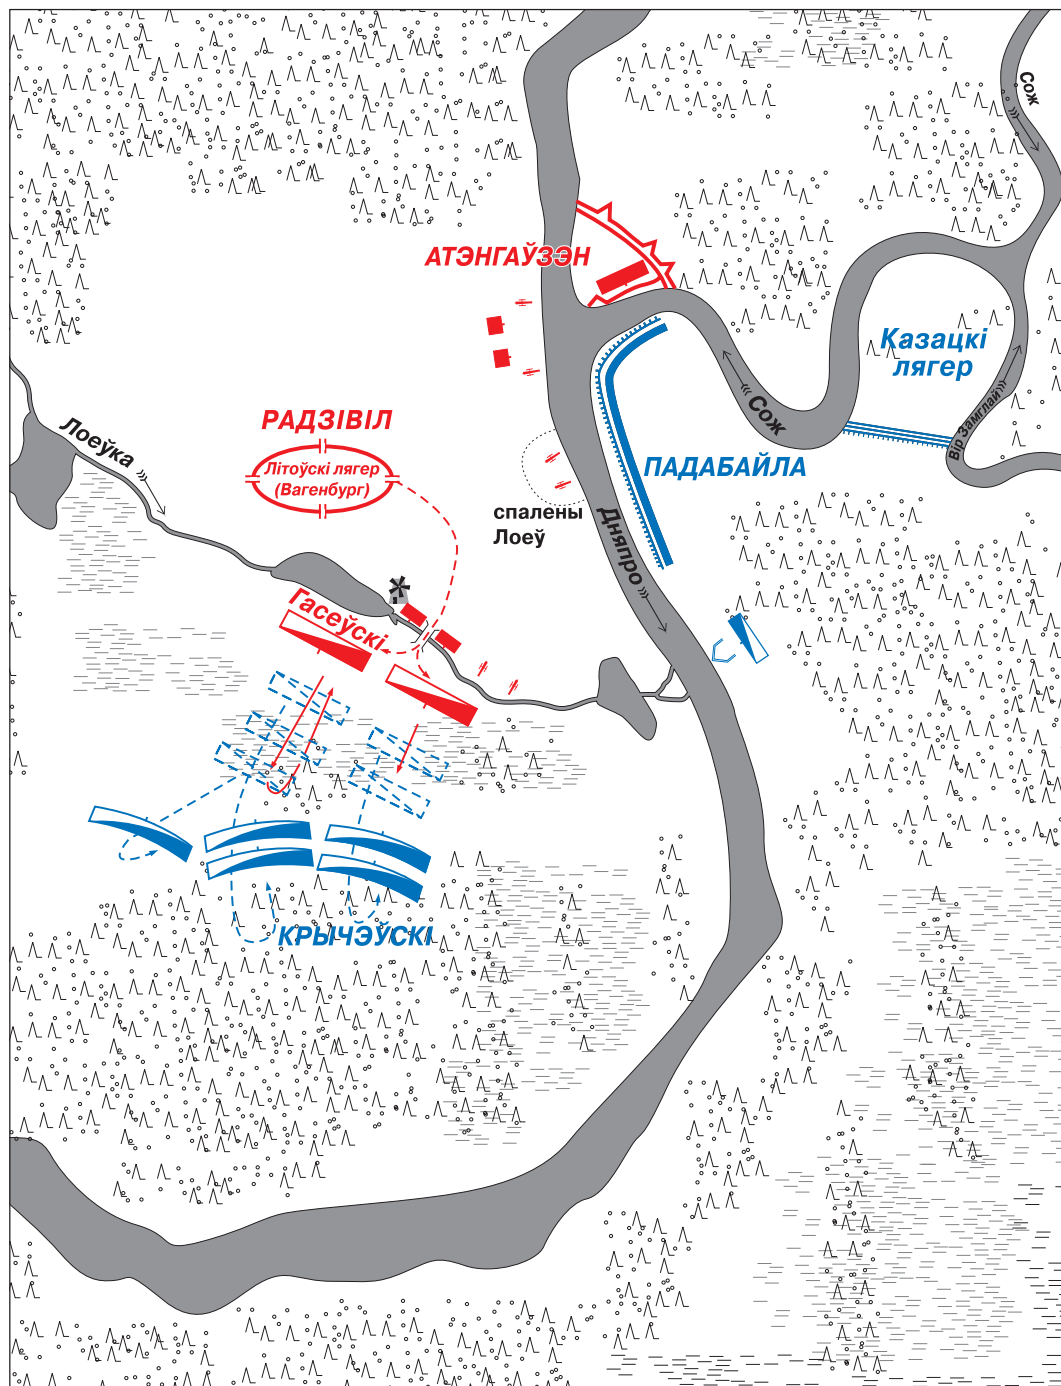 Сож
АТЭНГАЎЗЭН
Казацкі
лягер
Сож
Вір Замглай
РАДЗІВІЛ
Лоеўка
Літоўскі лягер
(Вагенбург)
ПАДАБАЙЛА
спалены
Лоеў
Дняпро
Гасеўскі
КРЫЧЭЎСКІ